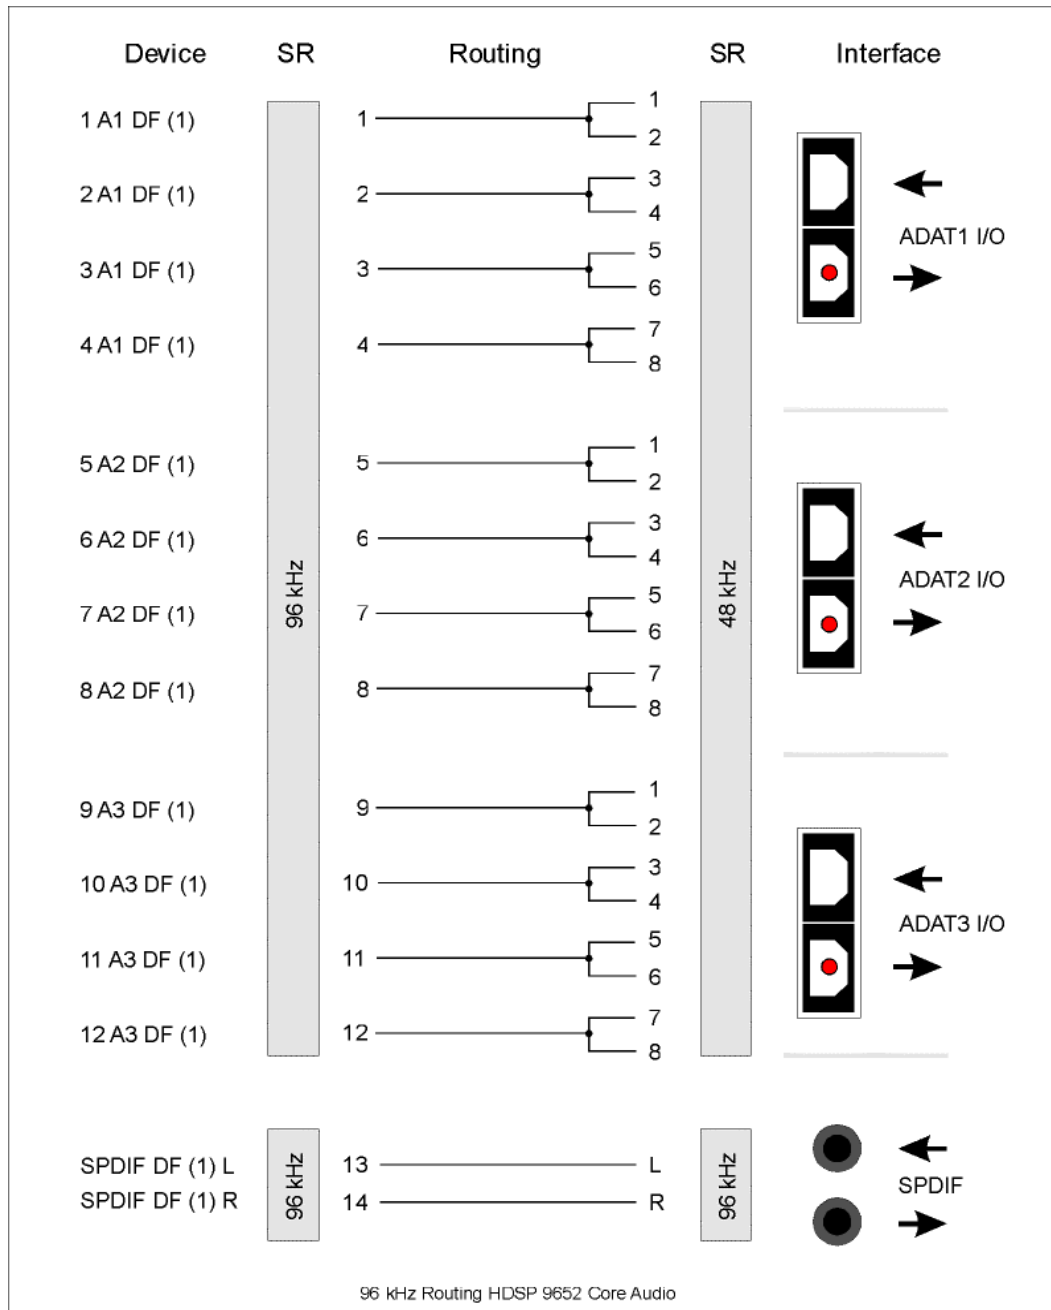 Device SR Routing SR Interface
1 A1 DF (1) 1 1
2
2 A1 DF (1) 2 3
4
ADAT1 I/O
3 A1 DF (1) 3 5
6
4 A1 DF (1) 4 7
8
5 A2 DF (1) 5 1
2
6 A2 DF (1) 6 3
4
ADAT2 I/O
96 kHz 48 kHz
7 A2 DF (1) 7 5
6
8 A2 DF (1) 8 7
8
9 A3 DF (1) 9 1
2
10 A3 DF (1) 10 3
4
ADAT3 I/O
11 A3 DF (1) 11 5
6
12 A3 DF (1) 12 7
8
SPDIF DF (1) L 13 L
96 kHz 96 kHz SPDIF
SPDIF DF (1) R 14 R
96 kHz Routing HDSP 9652 Core Audio